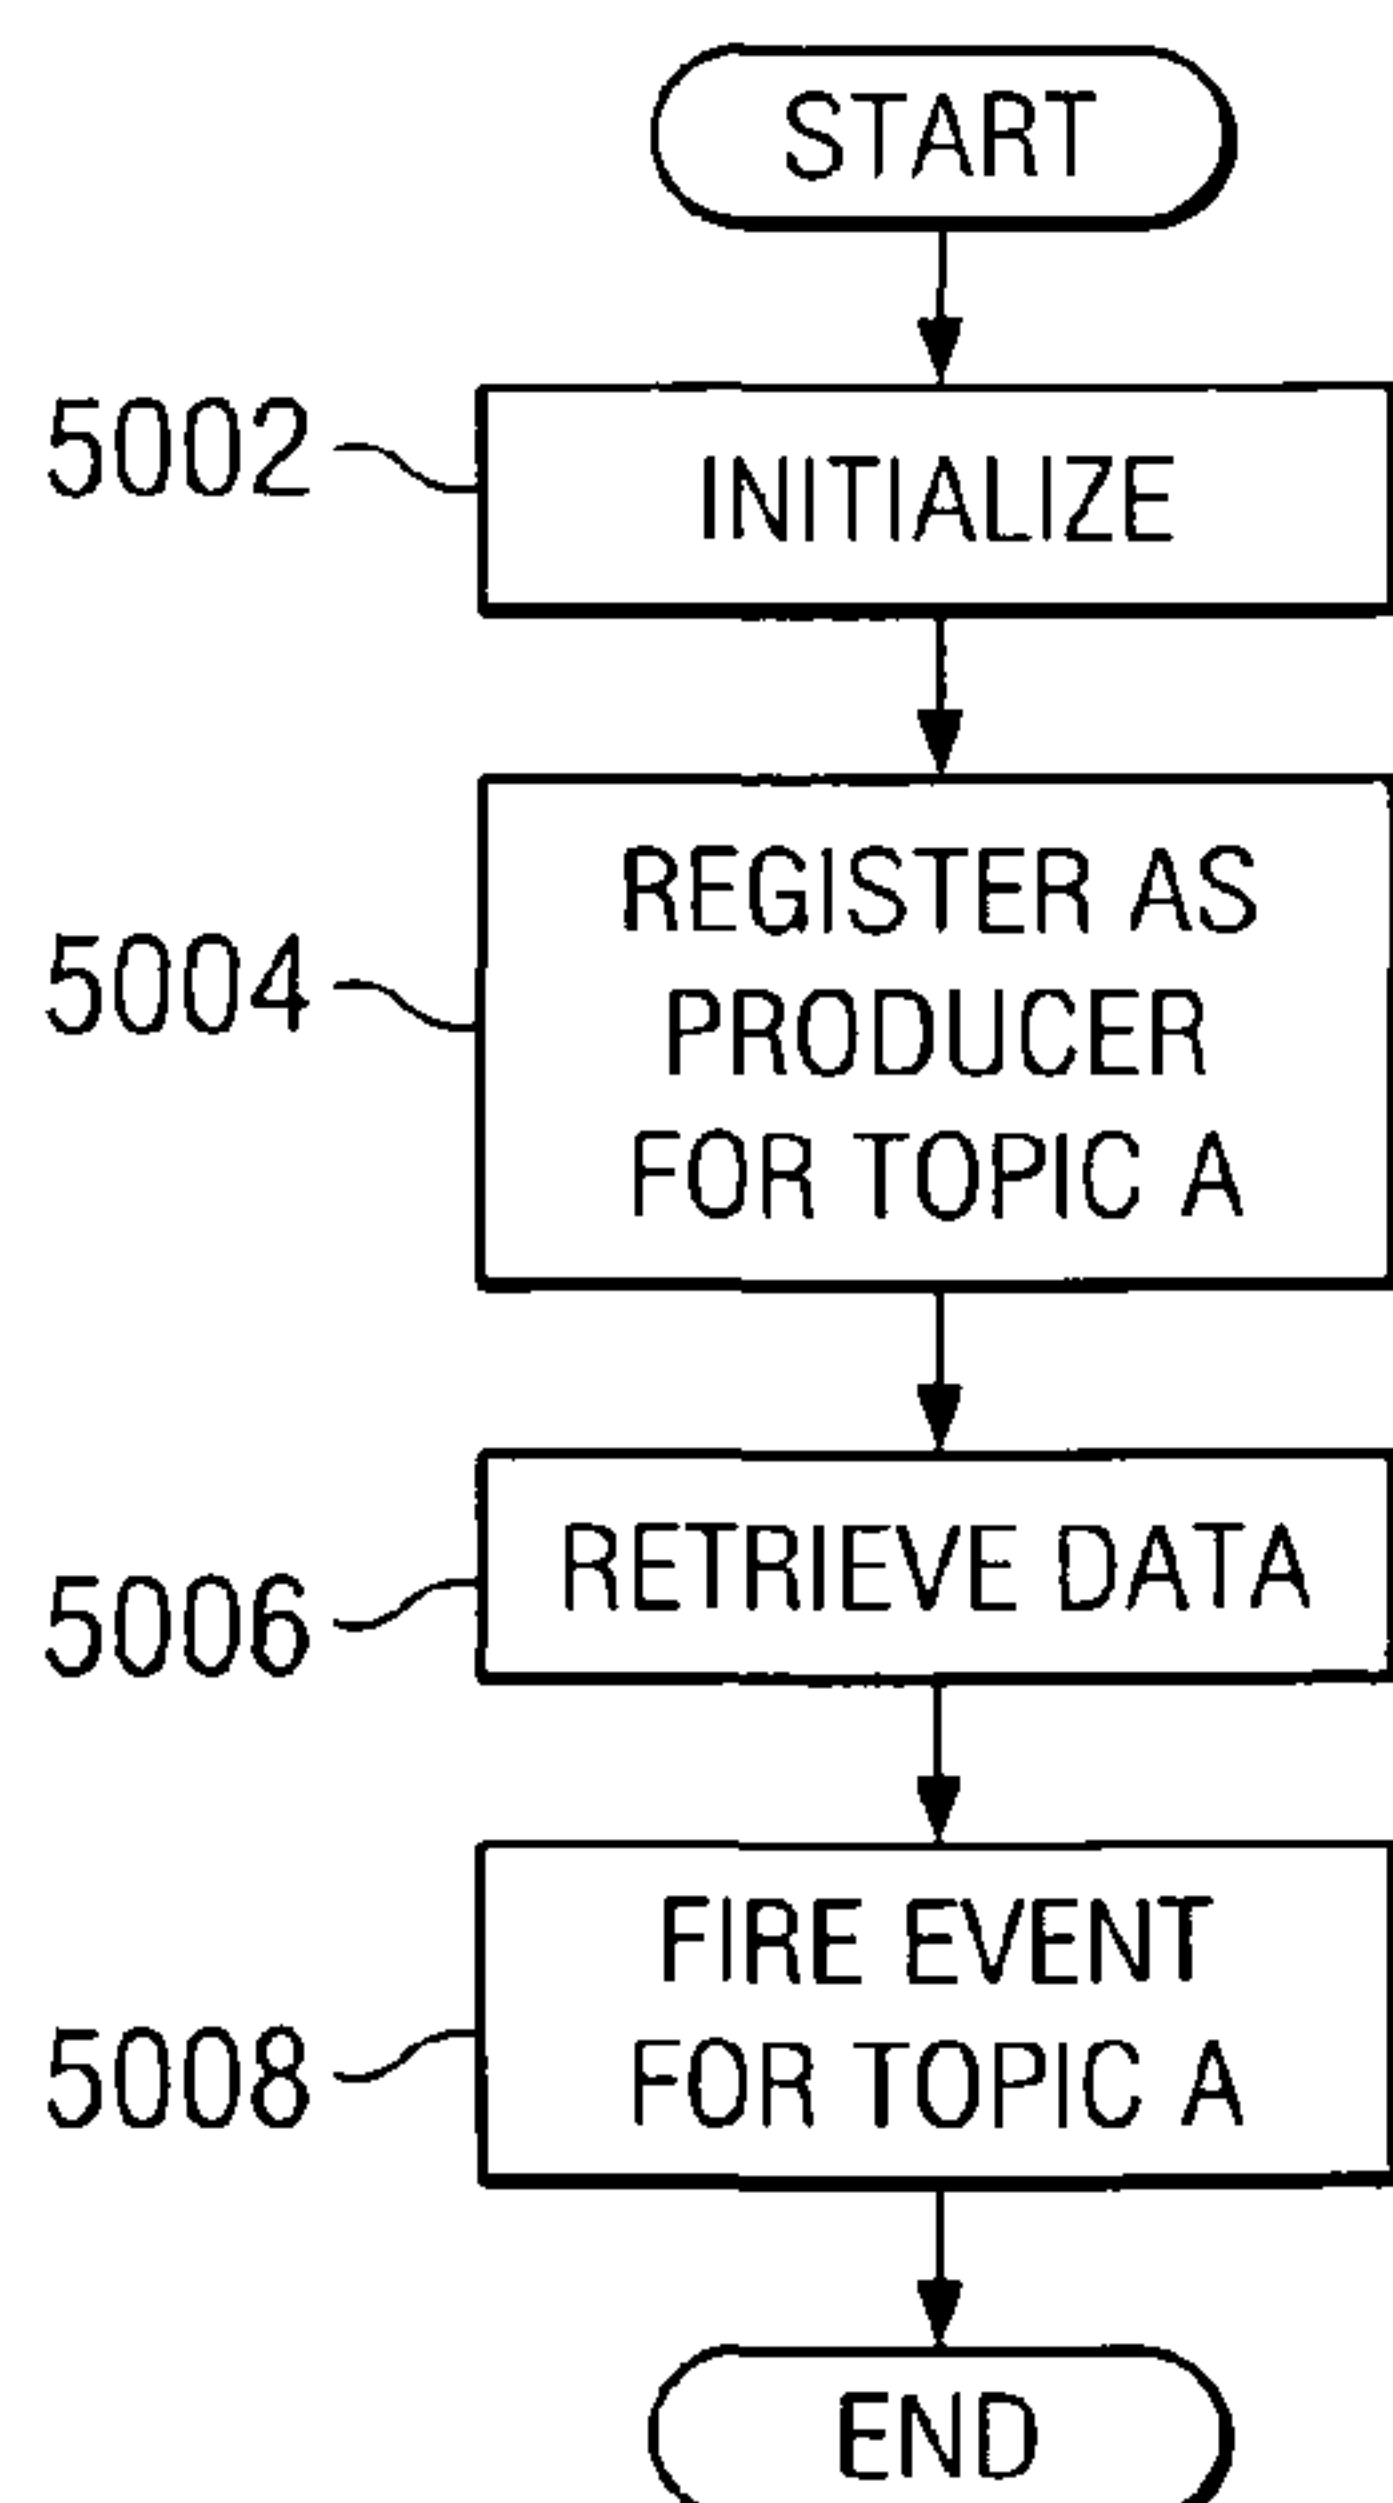 START
5002
INITIALIZE
5004
REGISTER AS
PRODUCER
FOR TOPIC A
5006
RETRIEVE DATA
5008
FIRE EVENT
FOR TOPIC A
END